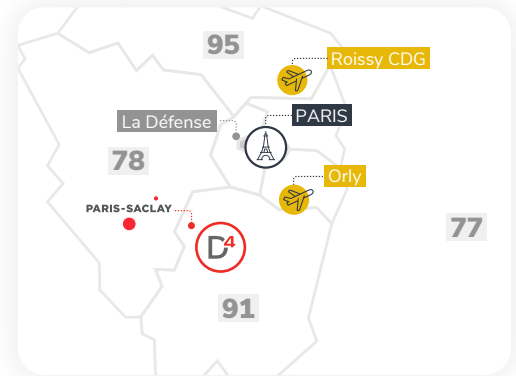 95
Roissy CDG
La Défense
PARIS
78
Orly
PARIS-SACLAY
D4
77
91